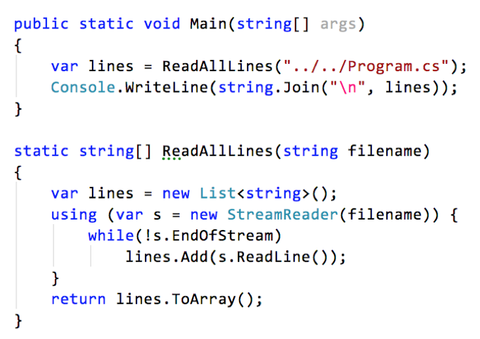 public static void Main(string[] args)
{
    var lines = ReadAllLines("../../Program.cs");
    Console.WriteLine(string.Join("\n", lines));
}

static string[] ReadAllLines(string filename)
{
    var lines = new List<string>();
    using (var s = new StreamReader(filename)) {
        while(!s.EndOfStream)
            lines.Add(s.ReadLine());
    }
    return lines.ToArray();
}